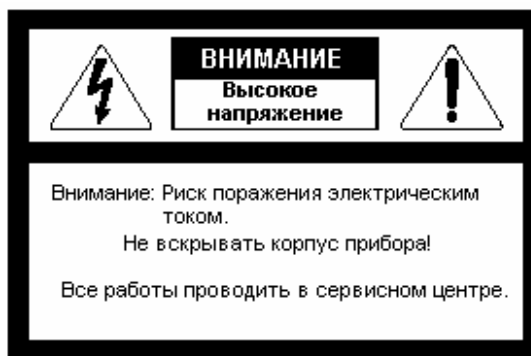 ВНИМАНИЕ
Высокое
напряжение
Внимание: Риск поражения электрическим
током.
Не вскрывать корпус прибора!
Все работы проводить в сервисном центре.